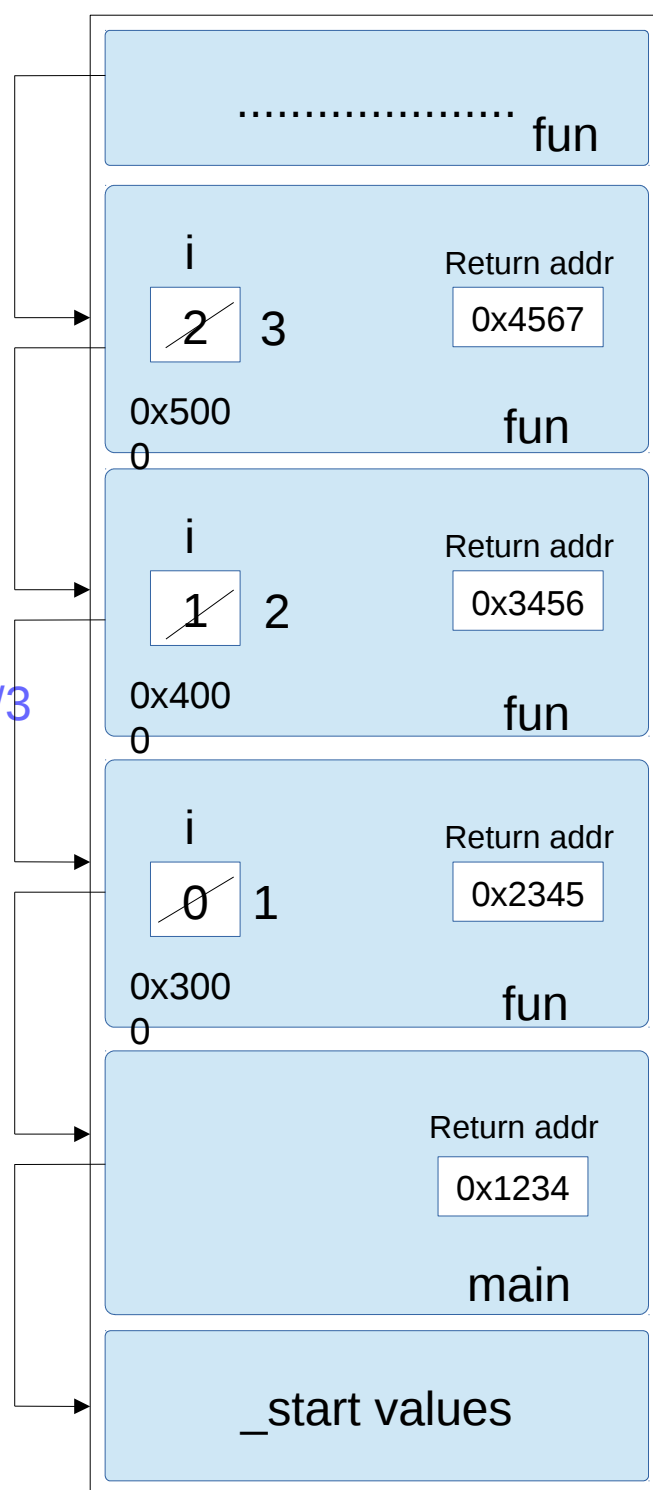 .....................
fun
i
Return addr
2 3
0x4567
0x500
0
fun
i
Return addr
1 2
0x3456
/3
0x400
0
fun
i
Return addr
0 1
0x2345
0x300
0
fun
Return addr
0x1234
main
_start values